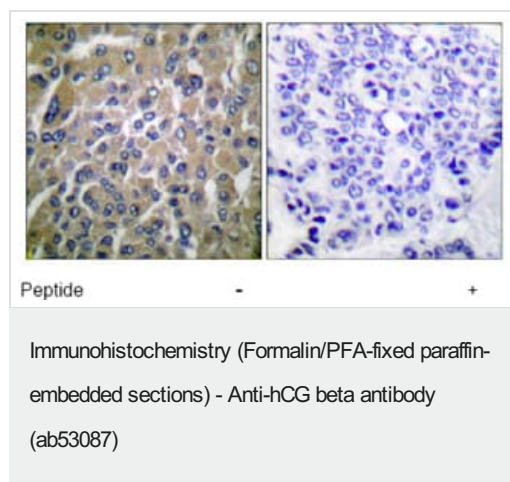 Peptide - +
Immunohistochemistry (Formalin/PFA-fixed paraffin-
embedded sections) - Anti-hCG beta antibody
(ab53087)